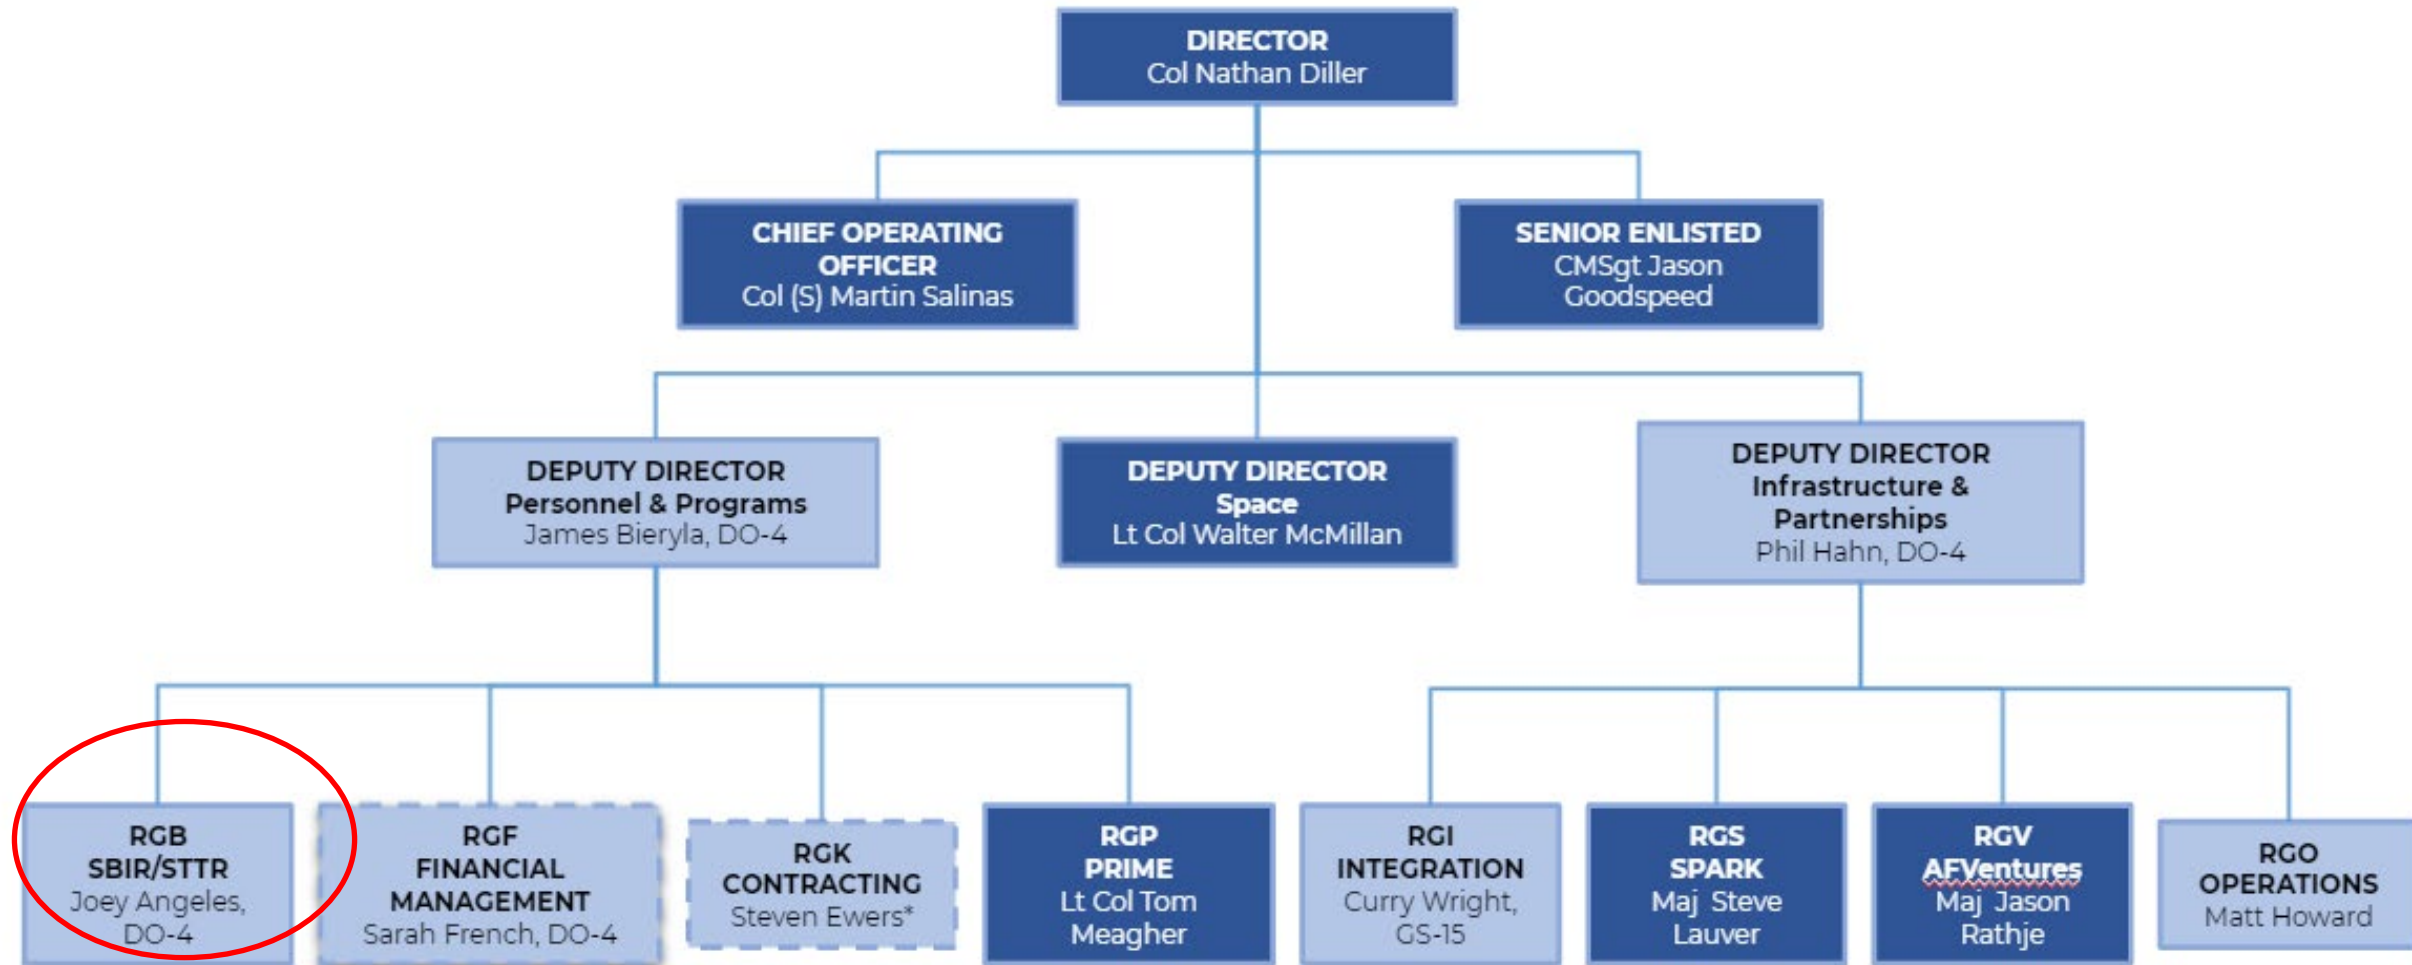 DIRECTOR
Col Nathan Diller
CHIEF OPERATING
OFFICER
Col (S) Martin Salinas
SENIOR ENLISTED
CMSgt Jason
Goodspeed
DEPUTY DIRECTOR
Personnel & Programs
James Bieryla, DO-4
DEPUTY DIRECTOR
Space
Lt Col Walter McMillan
DEPUTY DIRECTOR
Infrastructure &
Partnerships
Phil Hahn, DO-4
RGB
SBIR/STTR
Joey Angeles,
DO-4
RGF
FINANCIAL
MANAGEMENT
Sarah French, DO-4
RGK
CONTRACTING
Steven Ewers*
RGP
PRIME
Lt Col Tom
Meagher
RGI
INTEGRATION
Curry Wright,
GS-15
RGS
SPARK
Maj Steve
Lauver
RGV
AFVentures
Maj Jason
Rathje
RGO
OPERATIONS
Matt Howard